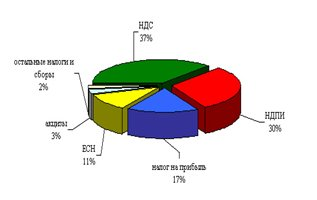 НДС
37%
остальные налоги и
сборы
2%
акцизы
3%
ЕСН
11%
налог на прибыль
17%
НДПИ
30%